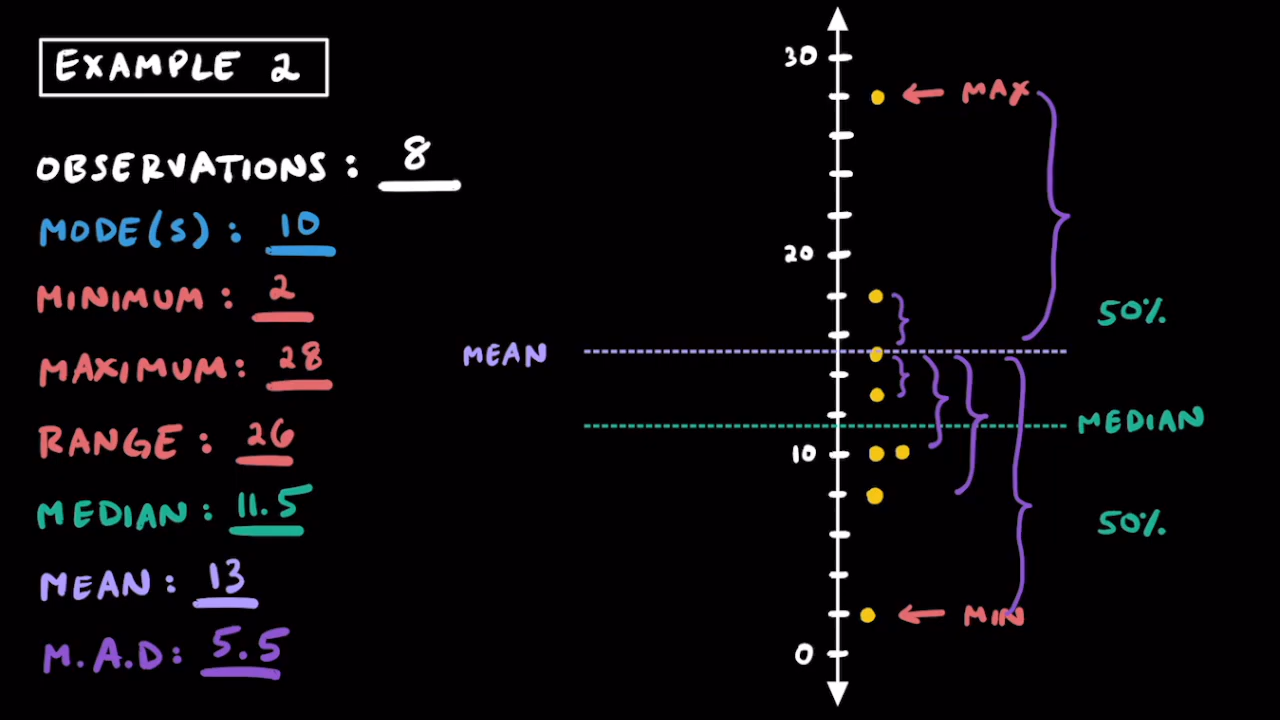 EXAMPLE 2
OBSERVATIONS: 8
MODE(S): 10
MINIMUM: 2
MAXIMUM: 28
RANGE: 26
MEDIAN: 11.5
MEAN: 13
M.A.D: 5.5
30
MAX
20
50%
MEAN
MEDIAN
10
50%
MIN
0